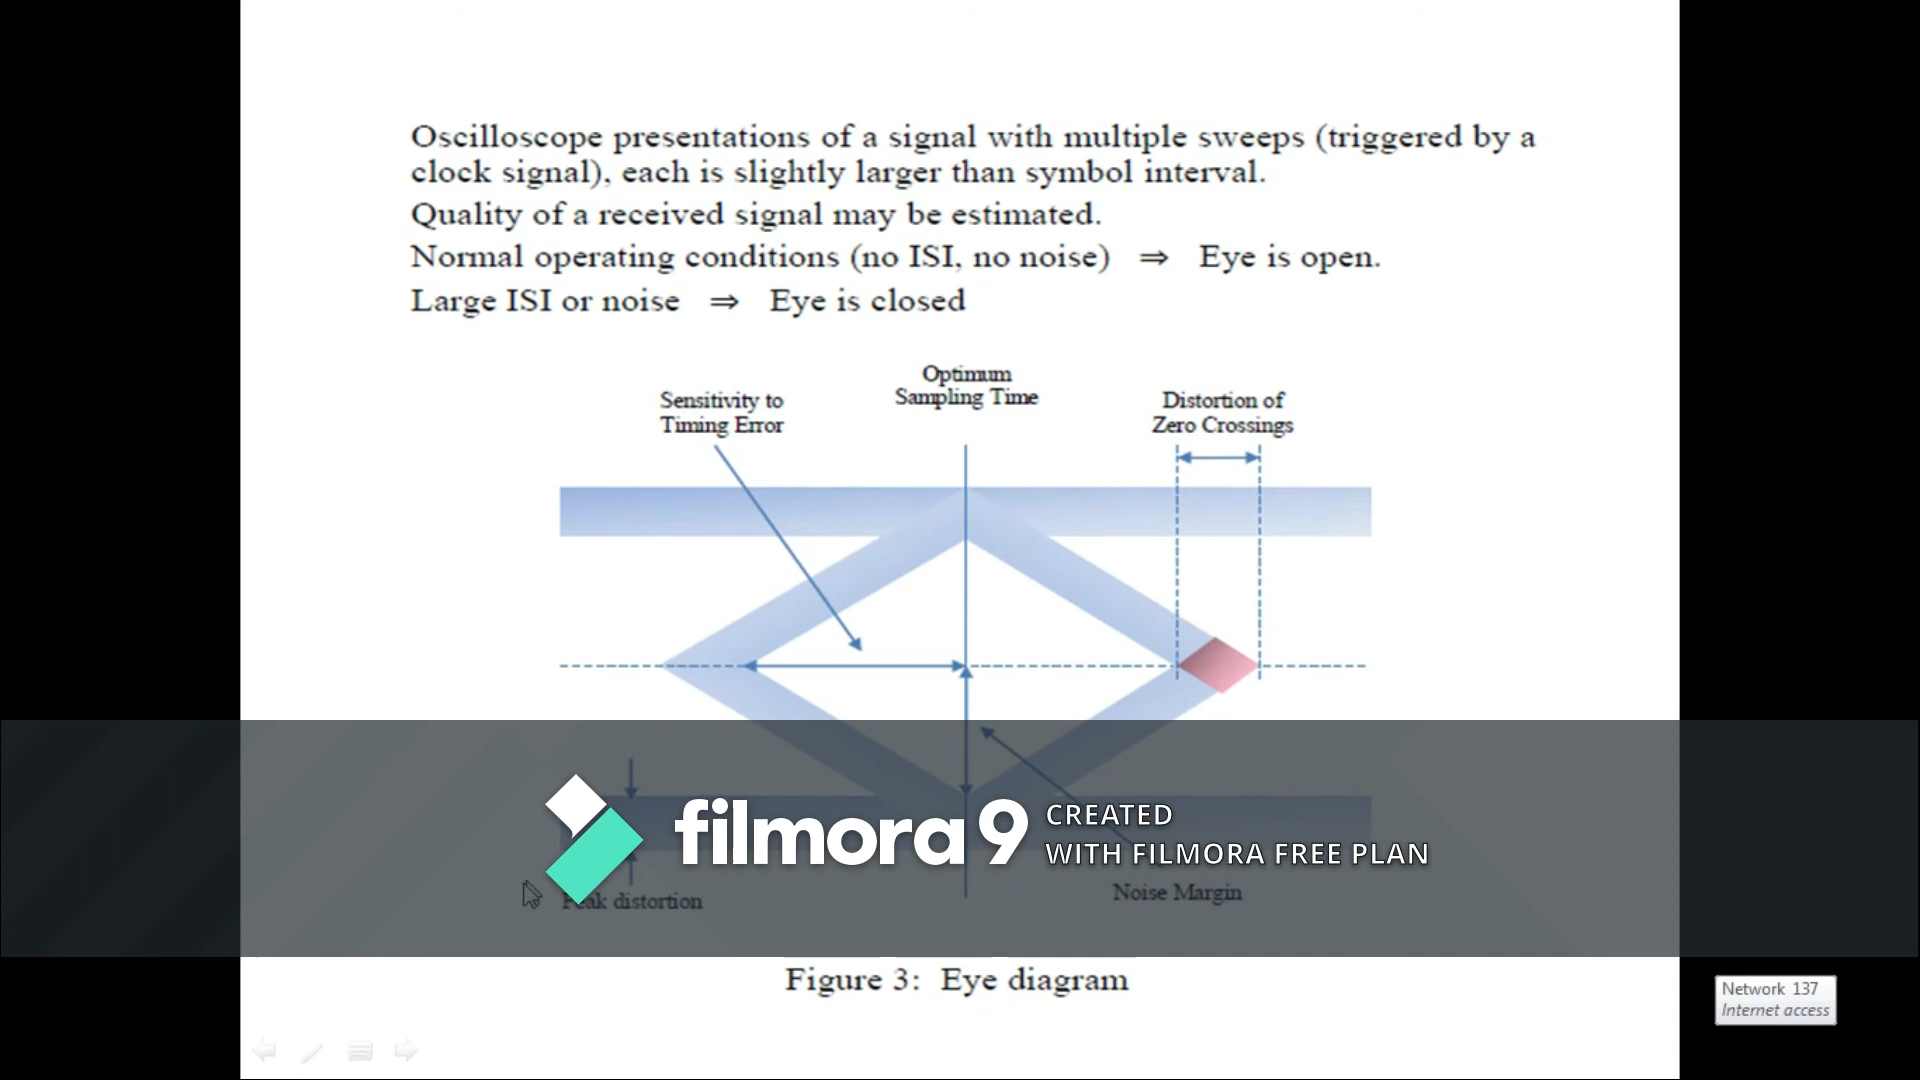 Oscilloscope presentations of a signal with multiple sweeps (triggered by a
clock signal), each is slightly larger than symbol interval.
Quality of a received signal may be estimated.
Normal operating conditions (no ISI, no noise) ⇒ Eye is open.
Large ISI or noise ⇒ Eye is closed
Optimum
Sampling Time
Sensitivity to
Timing Error
Distortion of
Zero Crossings
filmora9
CREATED
WITH FILMORA FREE PLAN
Peak distortion
Noise Margin
Figure 3: Eye diagram
Network 137
Internet access